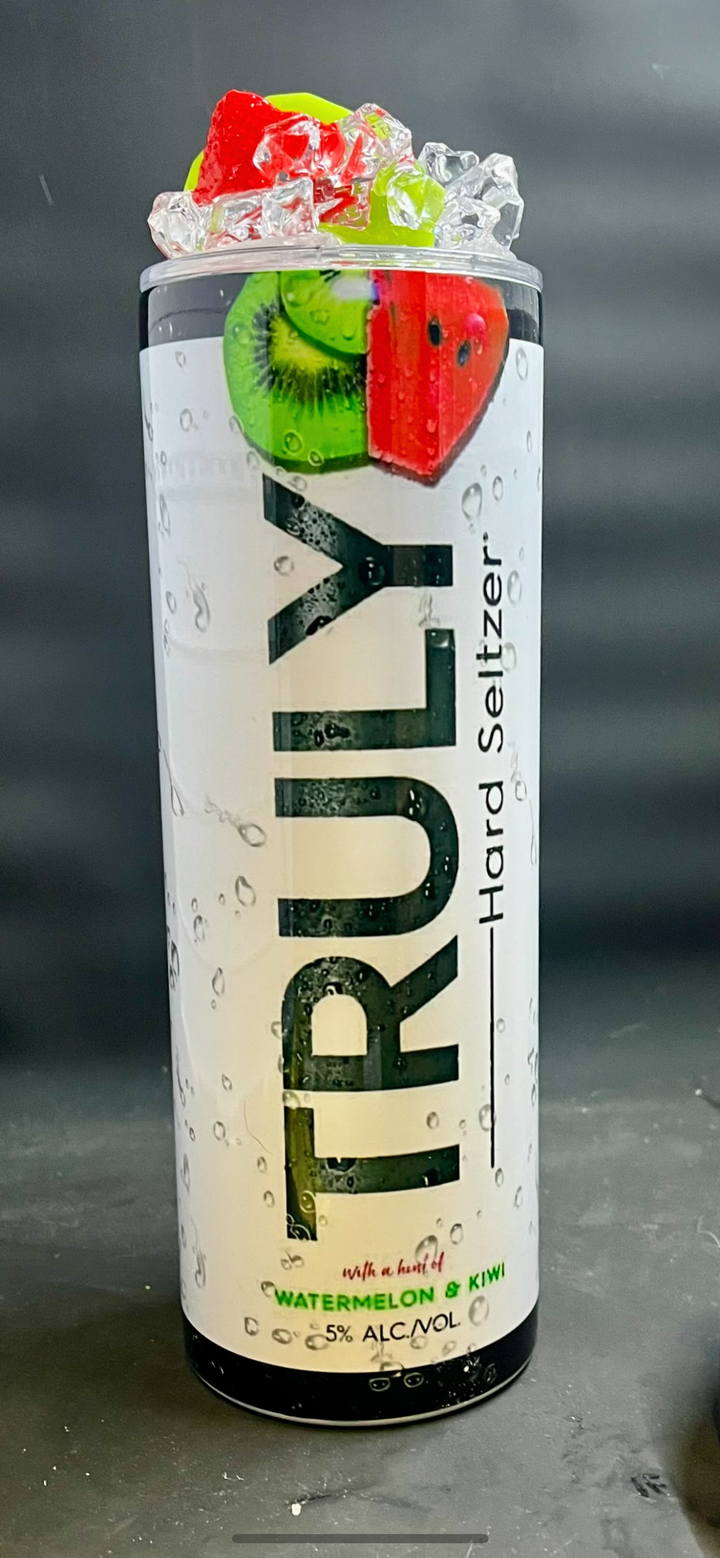 TRULY
Hard Seltzer
with a hint of
WATERMELON & KIWI
5% ALC./VOL.